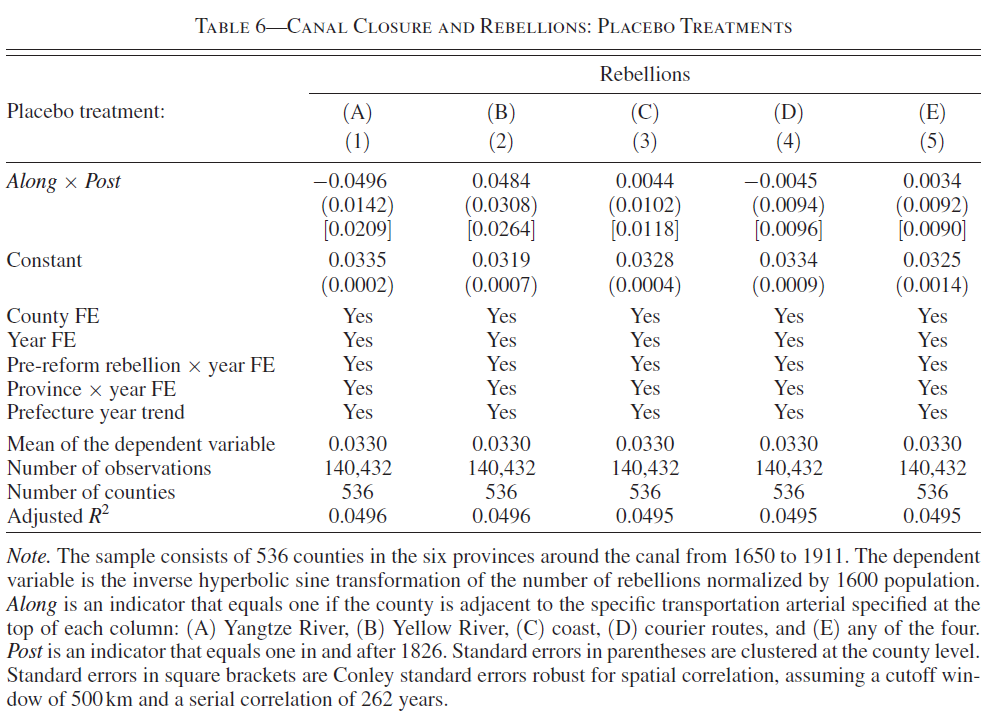 TABLE 6—CANAL CLOSURE AND REBELLIONS: PLACEBO TREATMENTS
Rebellions
Placebo treatment: (A) (B) (C) (D) (E)
(1) (2) (3) (4) (5)
Along × Post −0.0496 0.0484 0.0044 −0.0045 0.0034
(0.0142) (0.0308) (0.0102) (0.0094) (0.0092)
[0.0209] [0.0264] [0.0118] [0.0096] [0.0090]
Constant 0.0335 0.0319 0.0328 0.0334 0.0325
(0.0002) (0.0007) (0.0004) (0.0009) (0.0014)
County FE Yes Yes Yes Yes Yes
Year FE Yes Yes Yes Yes Yes
Pre-reform rebellion × year FE Yes Yes Yes Yes Yes
Province × year FE Yes Yes Yes Yes Yes
Prefecture year trend Yes Yes Yes Yes Yes
Mean of the dependent variable 0.0330 0.0330 0.0330 0.0330 0.0330
Number of observations 140,432 140,432 140,432 140,432 140,432
Number of counties 536 536 536 536 536
Adjusted R² 0.0496 0.0496 0.0495 0.0495 0.0495
Note. The sample consists of 536 counties in the six provinces around the canal from 1650 to 1911. The dependent
variable is the inverse hyperbolic sine transformation of the number of rebellions normalized by 1600 population.
Along is an indicator that equals one if the county is adjacent to the specific transportation arterial specified at the
top of each column: (A) Yangtze River, (B) Yellow River, (C) coast, (D) courier routes, and (E) any of the four.
Post is an indicator that equals one in and after 1826. Standard errors in parentheses are clustered at the county level.
Standard errors in square brackets are Conley standard errors robust for spatial correlation, assuming a cutoff win-
dow of 500 km and a serial correlation of 262 years.